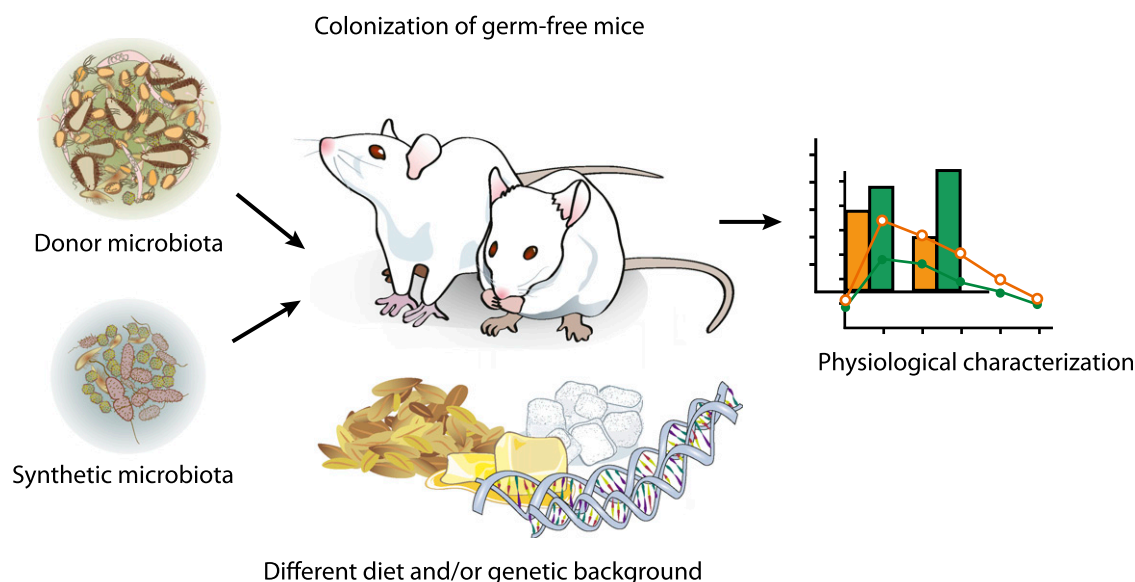 Colonization of germ-free mice
Donor microbiota
Synthetic microbiota
Physiological characterization
Different diet and/or genetic background